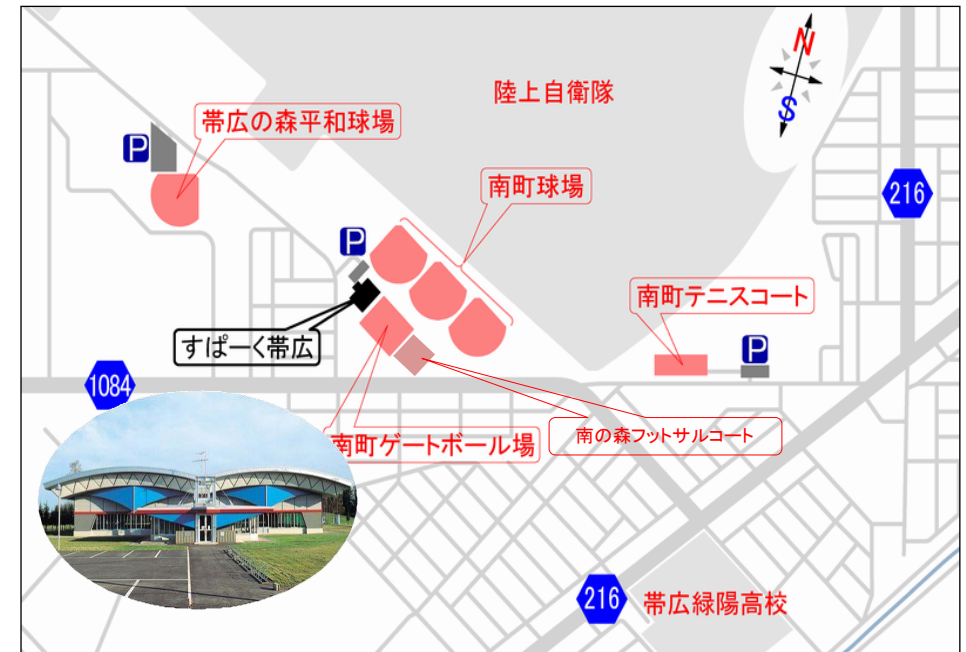 N
S
陸上自衛隊
帯広の森平和球場
P
南町球場
216
P
南町テニスコート
すぱーく帯広
P
1084
南町ゲートボール場
南の森フットサルコート
216
帯広緑陽高校